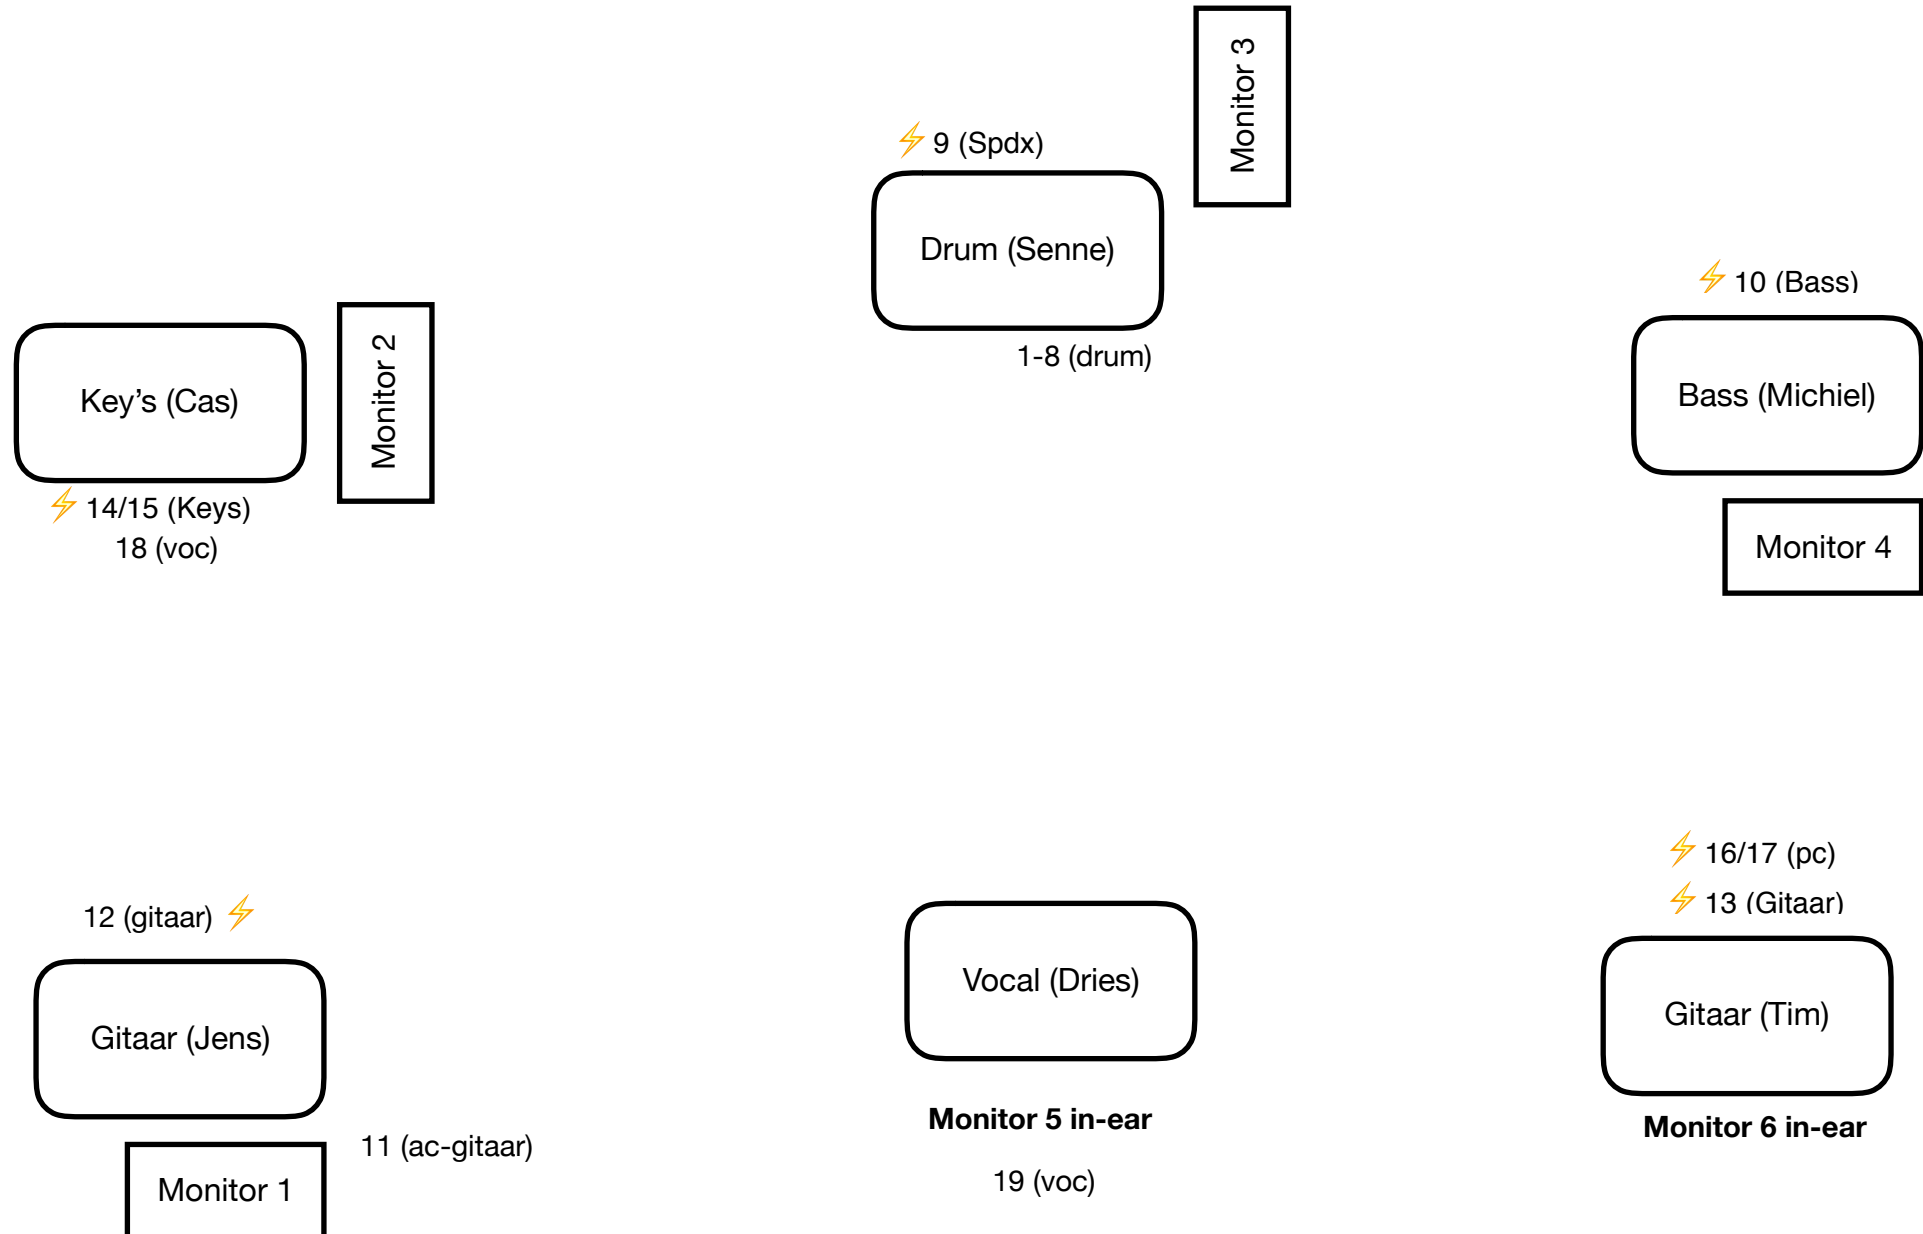 Monitor 3
⚡ 9 (Spdx)
Drum (Senne)
1-8 (drum)
⚡ 10 (Bass)
Bass (Michiel)
Monitor 4
Key’s (Cas)
Monitor 2
⚡ 14/15 (Keys)
18 (voc)
12 (gitaar) ⚡
Gitaar (Jens)
11 (ac-gitaar)
Monitor 1
Vocal (Dries)
Monitor 5 in-ear
19 (voc)
⚡ 16/17 (pc)
⚡ 13 (Gitaar)
Gitaar (Tim)
Monitor 6 in-ear